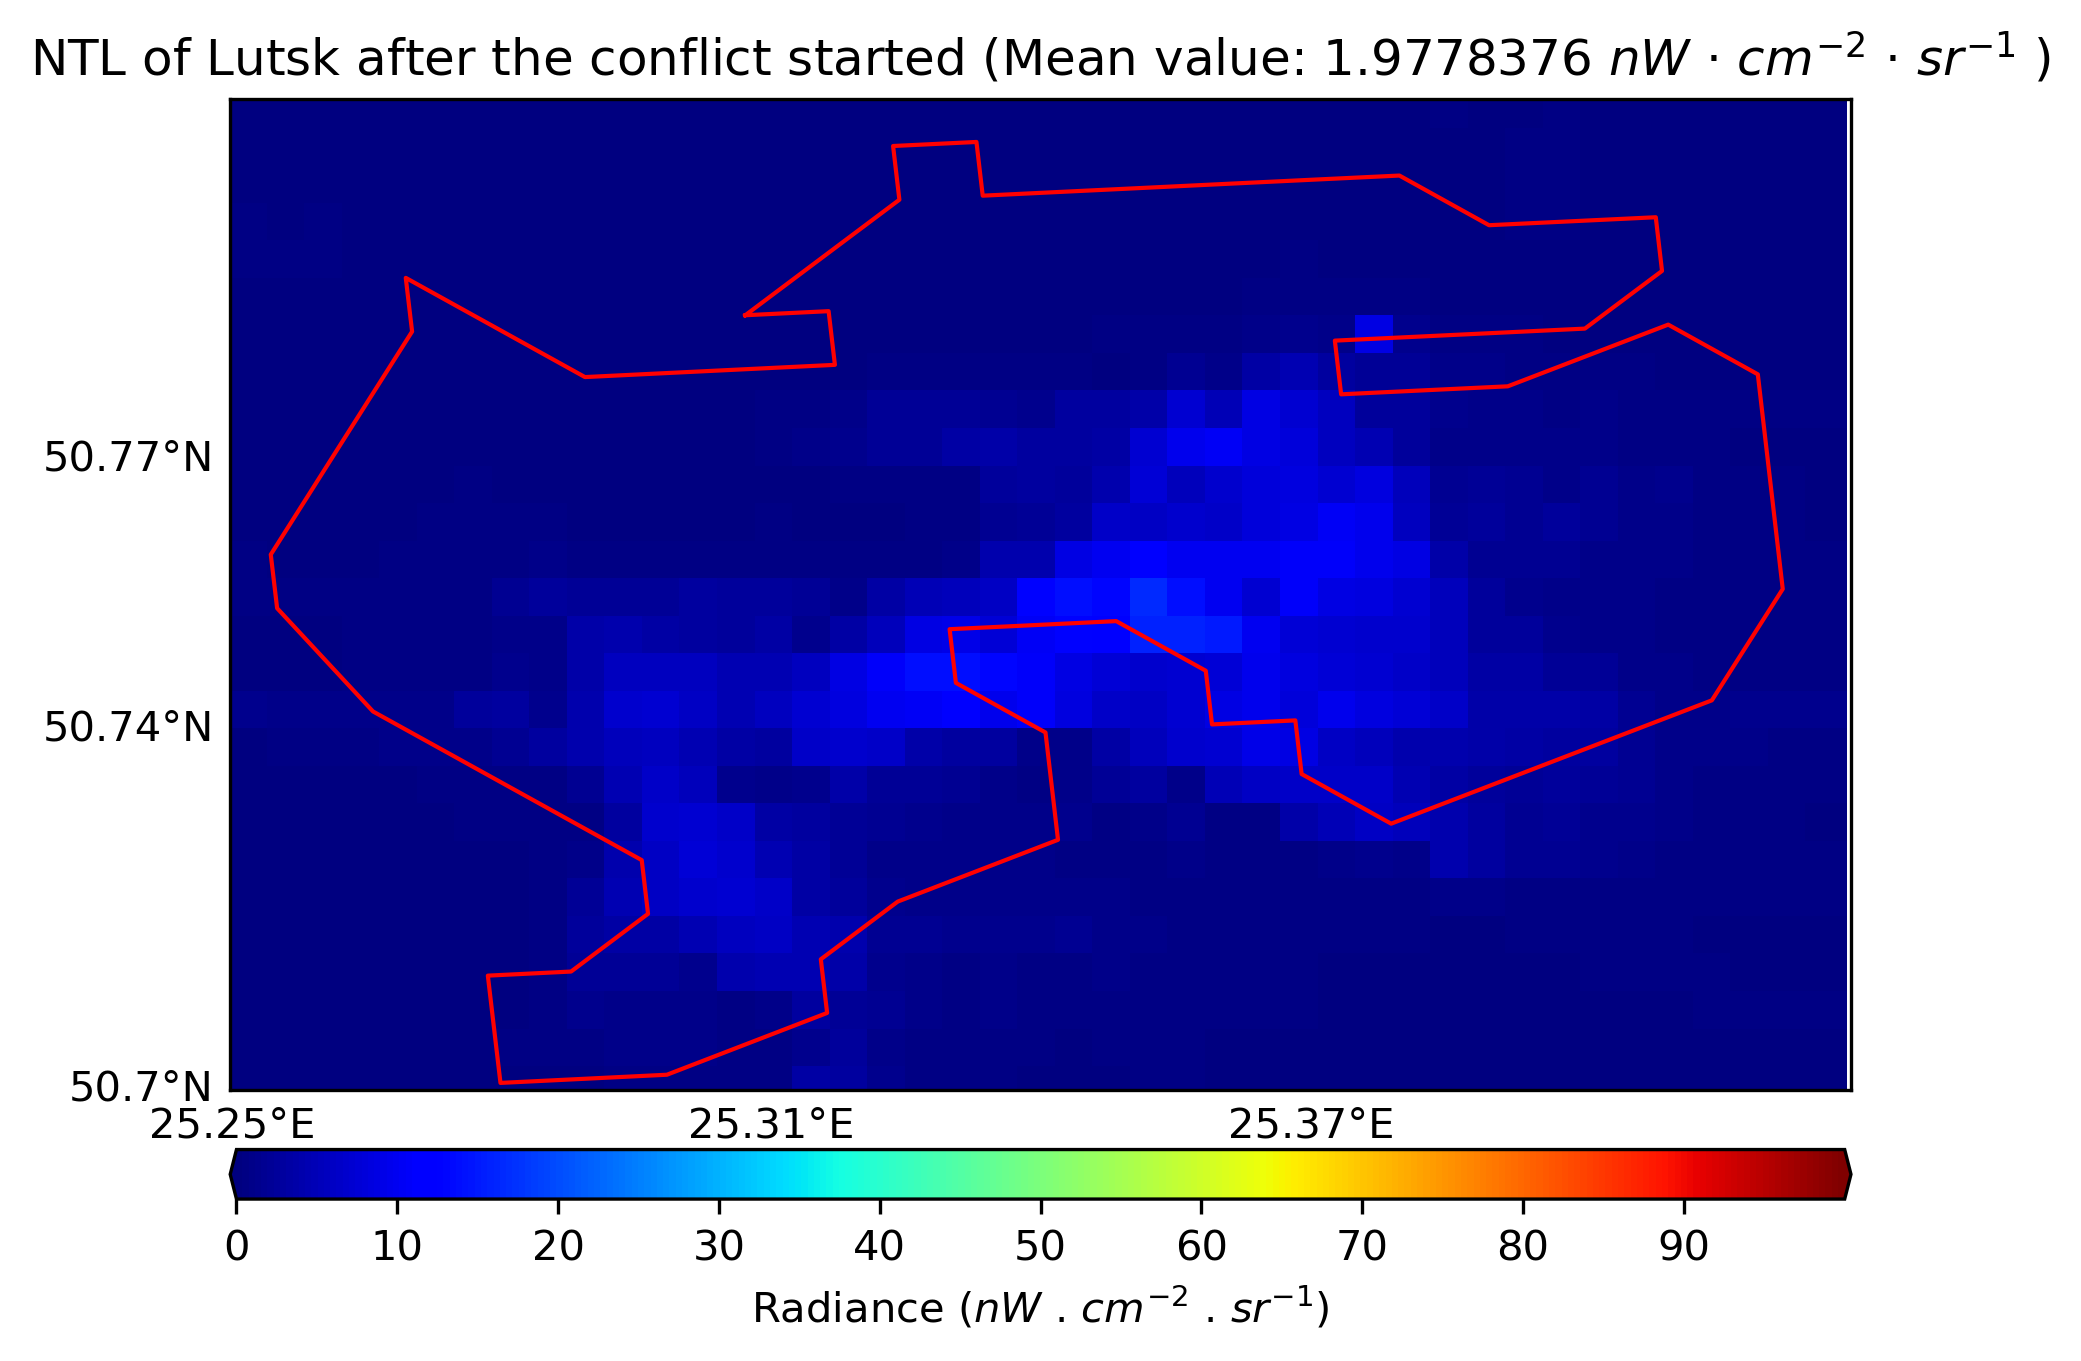 NTL of Lutsk after the conflict started (Mean value: 1.9778376 nW · cm⁻² · sr⁻¹ )
50.77°N
50.74°N
50.7°N
25.25°E 25.31°E 25.37°E
0 10 20 30 40 50 60 70 80 90
Radiance (nW . cm⁻² . sr⁻¹)